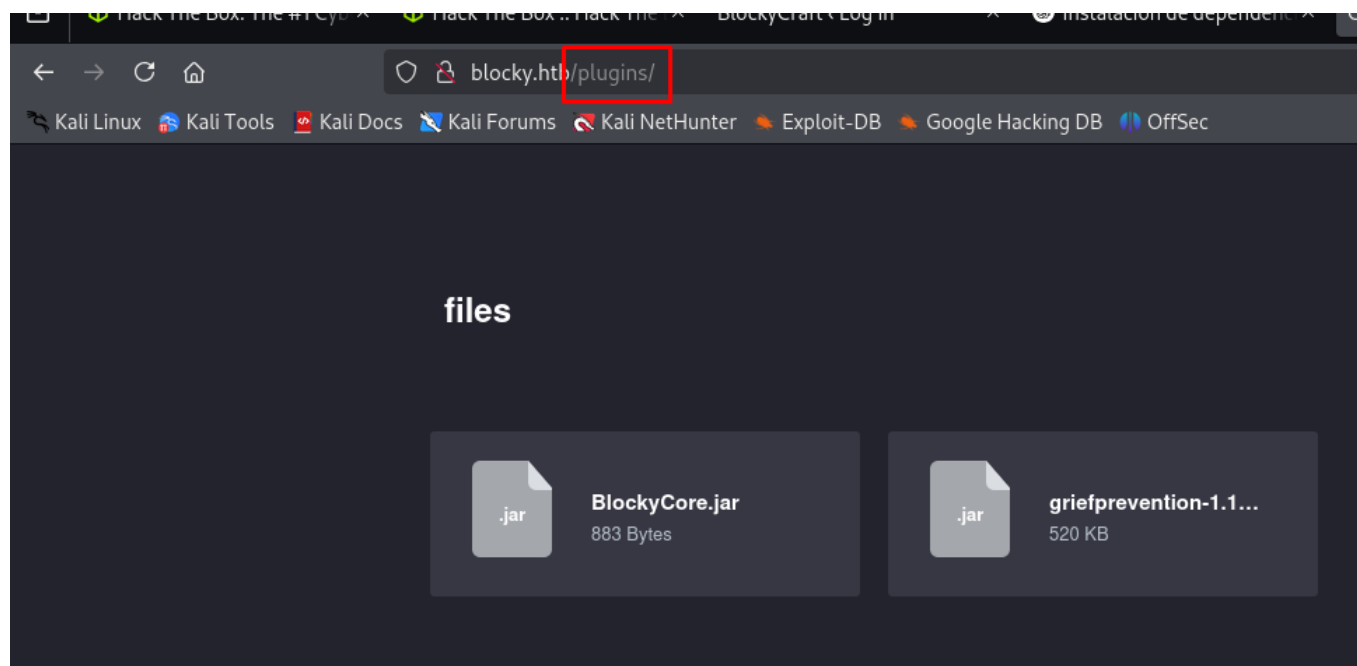 Hack The Box: The #1 Cyb
Hack The Box :: Hack The
BlockyCraft ‹ Log In
Instalación de dependenc
blocky.htb/plugins/
Kali Linux
Kali Tools
Kali Docs
Kali Forums
Kali NetHunter
Exploit-DB
Google Hacking DB
OffSec
files
.jar
BlockyCore.jar
883 Bytes
.jar
griefprevention-1.1...
520 KB